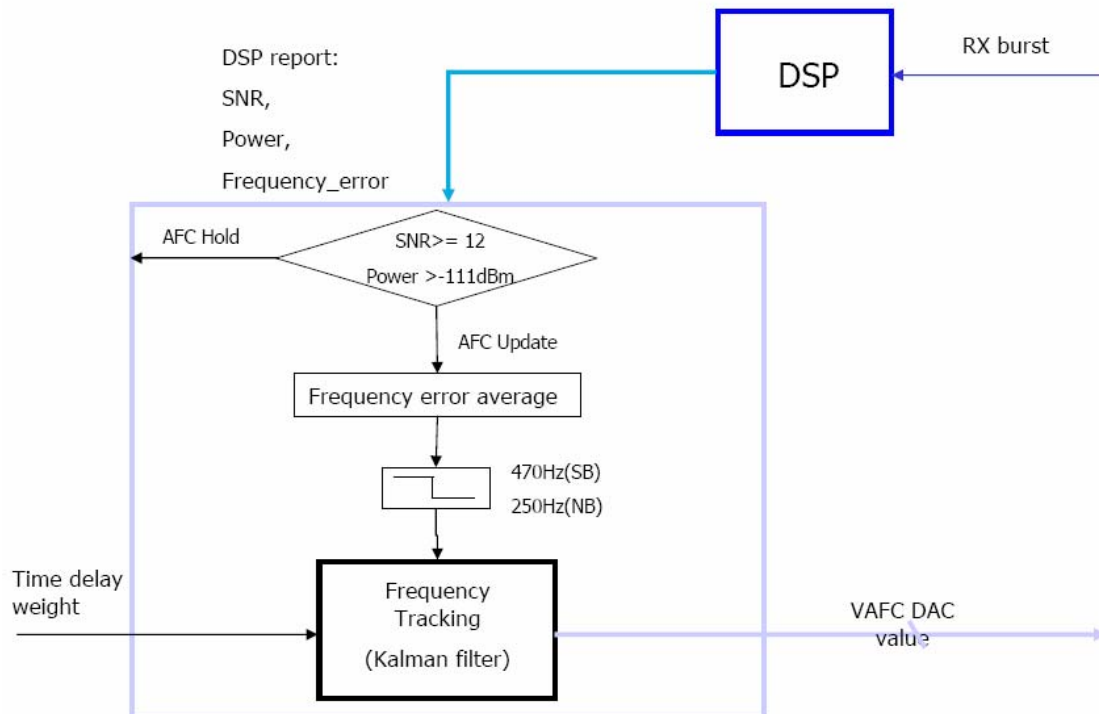 DSP report:
SNR,
Power,
Frequency_error
DSP
RX burst
AFC Hold
SNR>= 12
Power >-111dBm
AFC Update
Frequency error average
470Hz(SB)
250Hz(NB)
Time delay
weight
Frequency
Tracking
(Kalman filter)
VAFC DAC
value